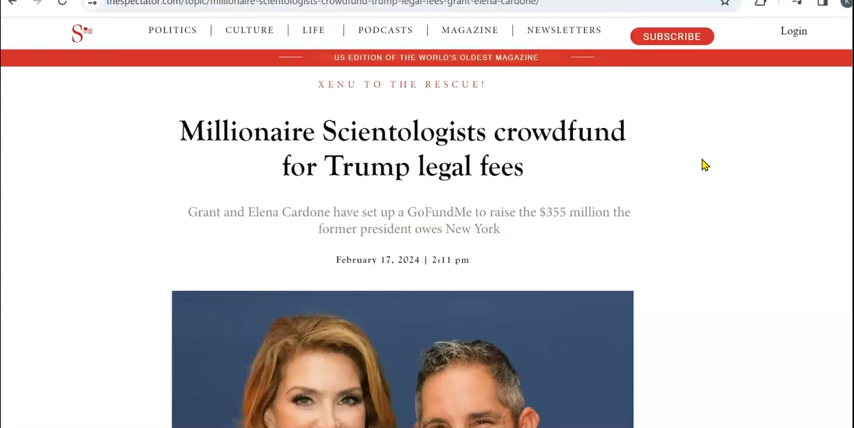 thespectator.com/topic/millionaire-scientologists-crowdfund-trump-legal-fees-grant-elena-cardone/
S
POLITICS | CULTURE | LIFE | PODCASTS | MAGAZINE | NEWSLETTERS
SUBSCRIBE
Login
US EDITION OF THE WORLD'S OLDEST MAGAZINE
XENU TO THE RESCUE!
Millionaire Scientologists crowdfund
for Trump legal fees
Grant and Elena Cardone have set up a GoFundMe to raise the $355 million the
former president owes New York
February 17, 2024 | 2:11 pm